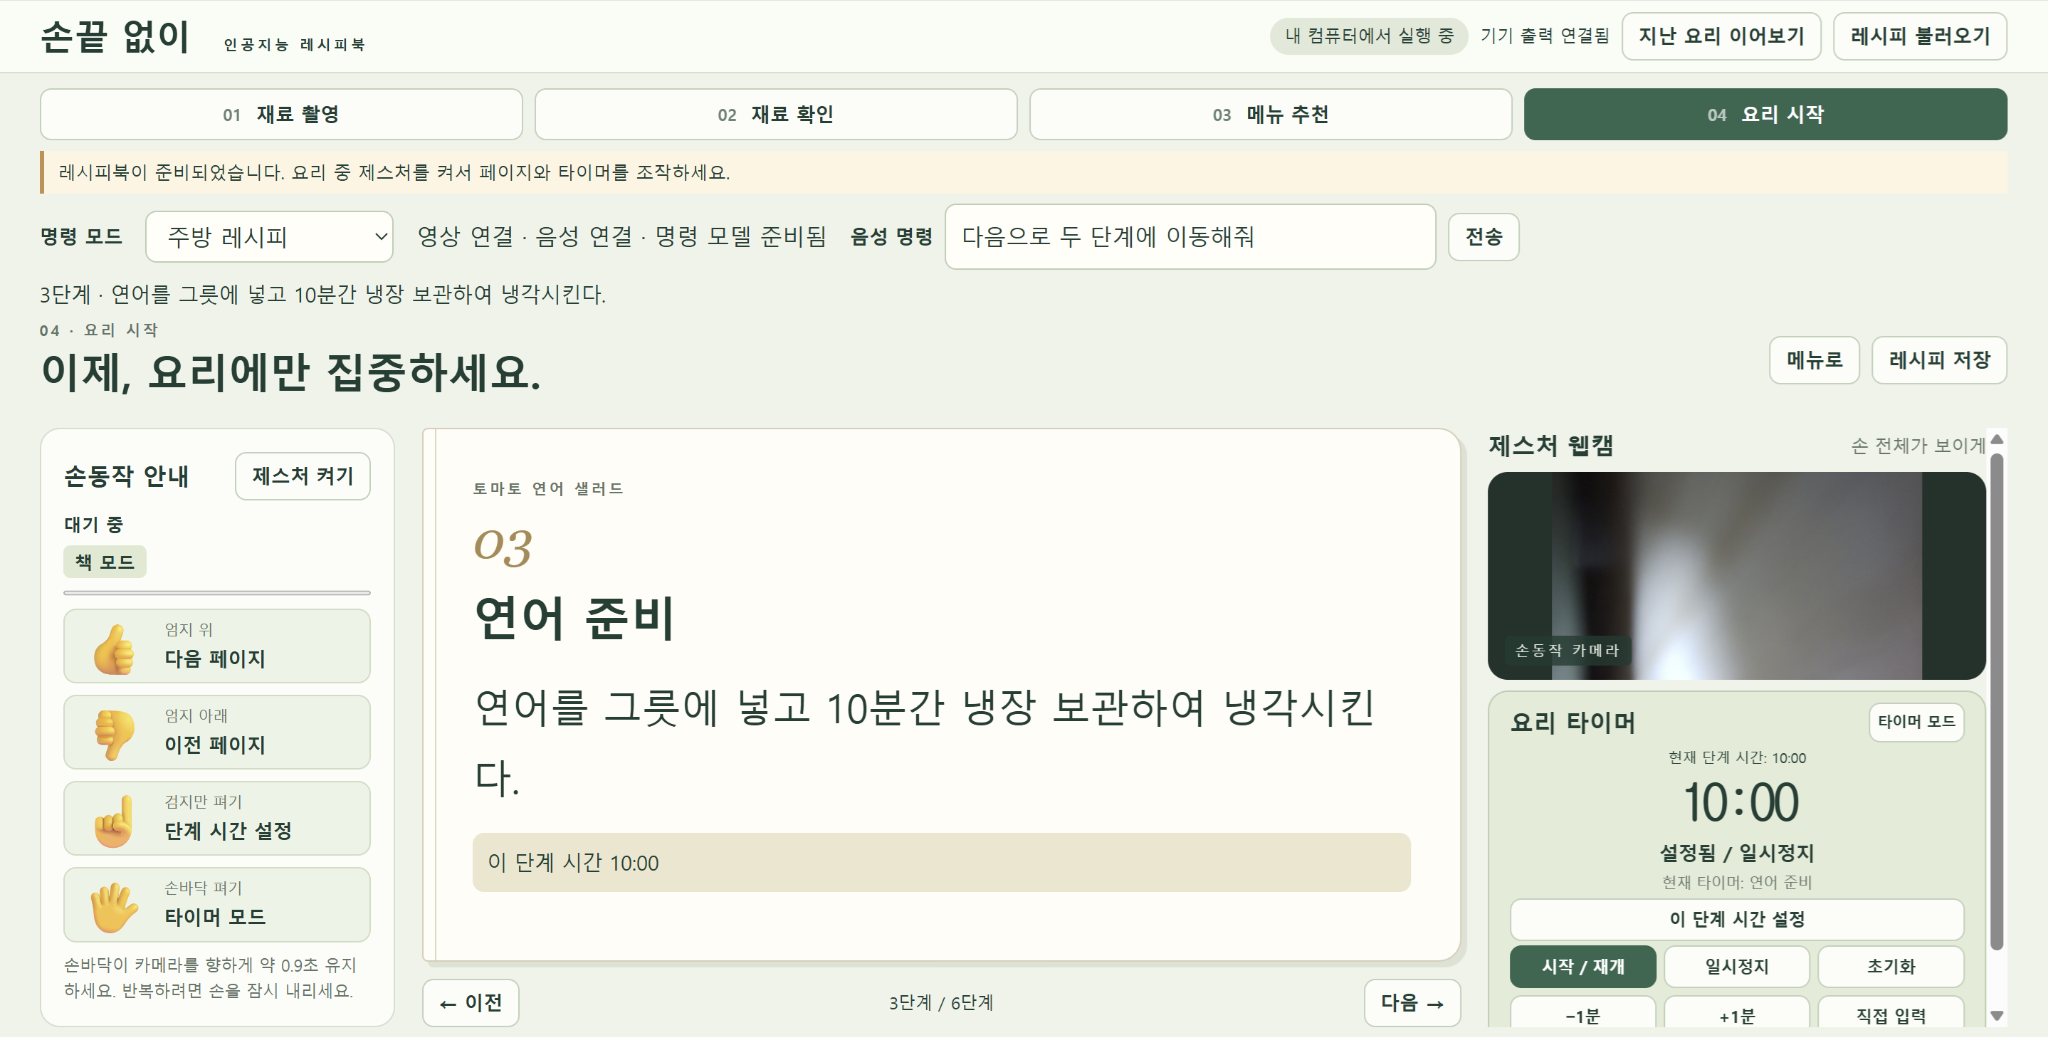 손끝 없이
인공지능 레시피북
내 컴퓨터에서 실행 중
기기 출력 연결됨
지난 요리 이어보기
레시피 불러오기
01 재료 촬영
02 재료 확인
03 메뉴 추천
04 요리 시작
레시피북이 준비되었습니다. 요리 중 제스처를 켜서 페이지와 타이머를 조작하세요.
명령 모드
주방 레시피
영상 연결 · 음성 연결 · 명령 모델 준비됨
음성 명령
다음으로 두 단계에 이동해줘
전송
3단계 · 연어를 그릇에 넣고 10분간 냉장 보관하여 냉각시킨다.
04 · 요리 시작
이제, 요리에만 집중하세요.
메뉴로
레시피 저장
손동작 안내
제스처 켜기
대기 중
책 모드
엄지 위
다음 페이지
엄지 아래
이전 페이지
검지만 펴기
단계 시간 설정
손바닥 펴기
타이머 모드
손바닥이 카메라를 향하게 약 0.9초 유지
하세요. 반복하려면 손을 잠시 내리세요.
토마토 연어 샐러드
03
연어 준비
연어를 그릇에 넣고 10분간 냉장 보관하여 냉각시킨
다.
이 단계 시간 10:00
← 이전
3단계 / 6단계
다음 →
제스처 웹캠
손 전체가 보이게
손동작 카메라
요리 타이머
타이머 모드
현재 단계 시간: 10:00
10:00
설정됨 / 일시정지
현재 타이머: 연어 준비
이 단계 시간 설정
시작 / 재개
일시정지
초기화
−1분
+1분
직접 입력